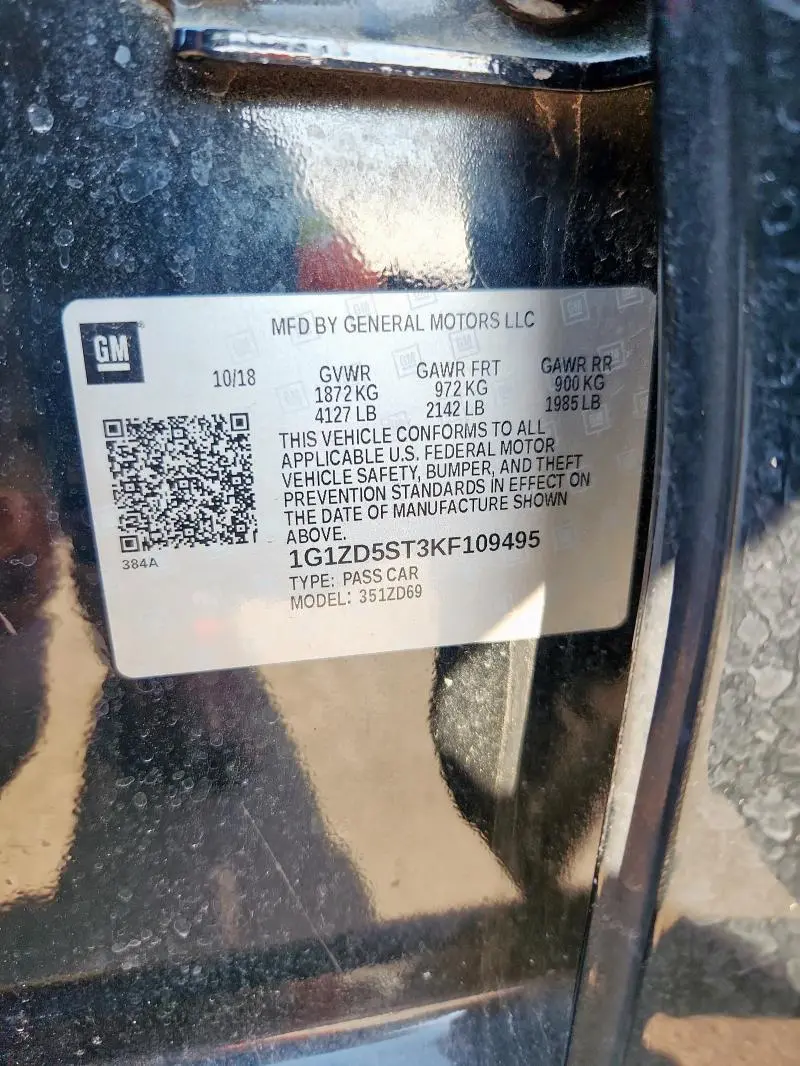 MFD BY GENERAL MOTORS LLC
GM
10/18
GVWR GAWR FRT GAWR RR
1872 KG 972 KG 900 KG
4127 LB 2142 LB 1985 LB
THIS VEHICLE CONFORMS TO ALL
APPLICABLE U.S. FEDERAL MOTOR
VEHICLE SAFETY, BUMPER, AND THEFT
PREVENTION STANDARDS IN EFFECT ON
THE DATE OF MANUFACTURE SHOWN
ABOVE.
1G1ZD5ST3KF109495
TYPE: PASS CAR
MODEL: 351ZD69
384A